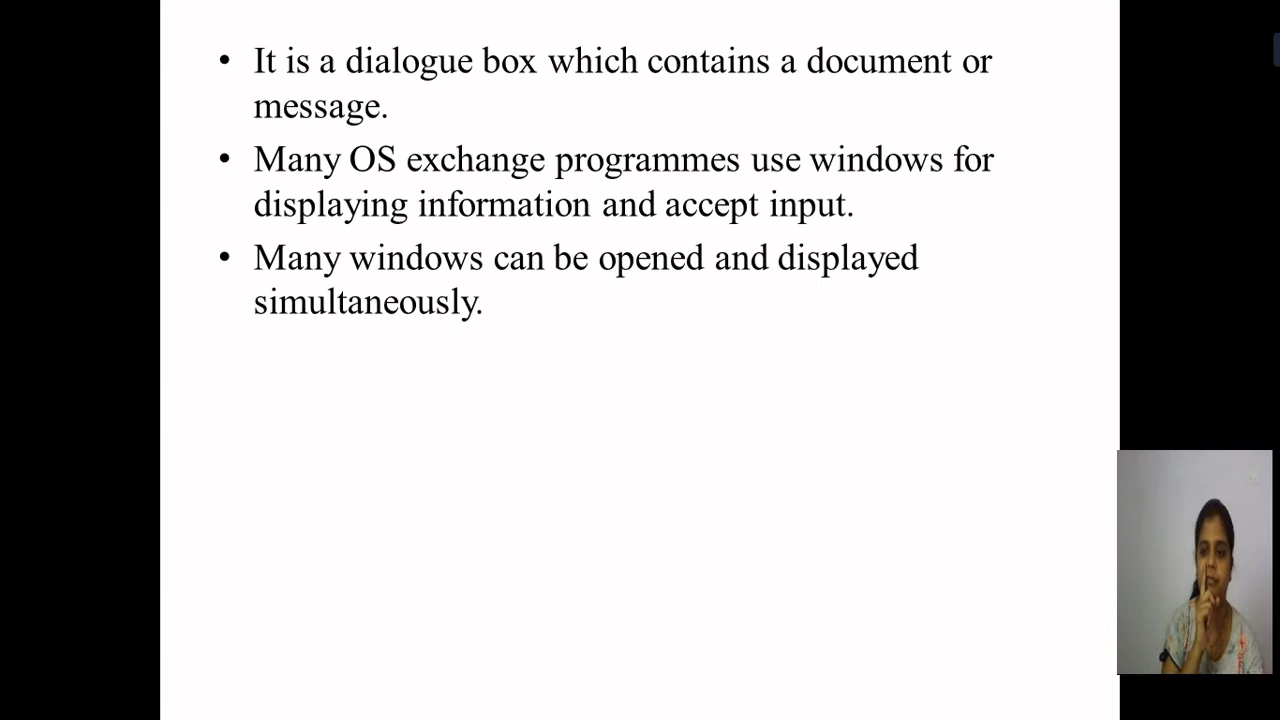 • It is a dialogue box which contains a document or
message.
• Many OS exchange programmes use windows for
displaying information and accept input.
• Many windows can be opened and displayed
simultaneously.